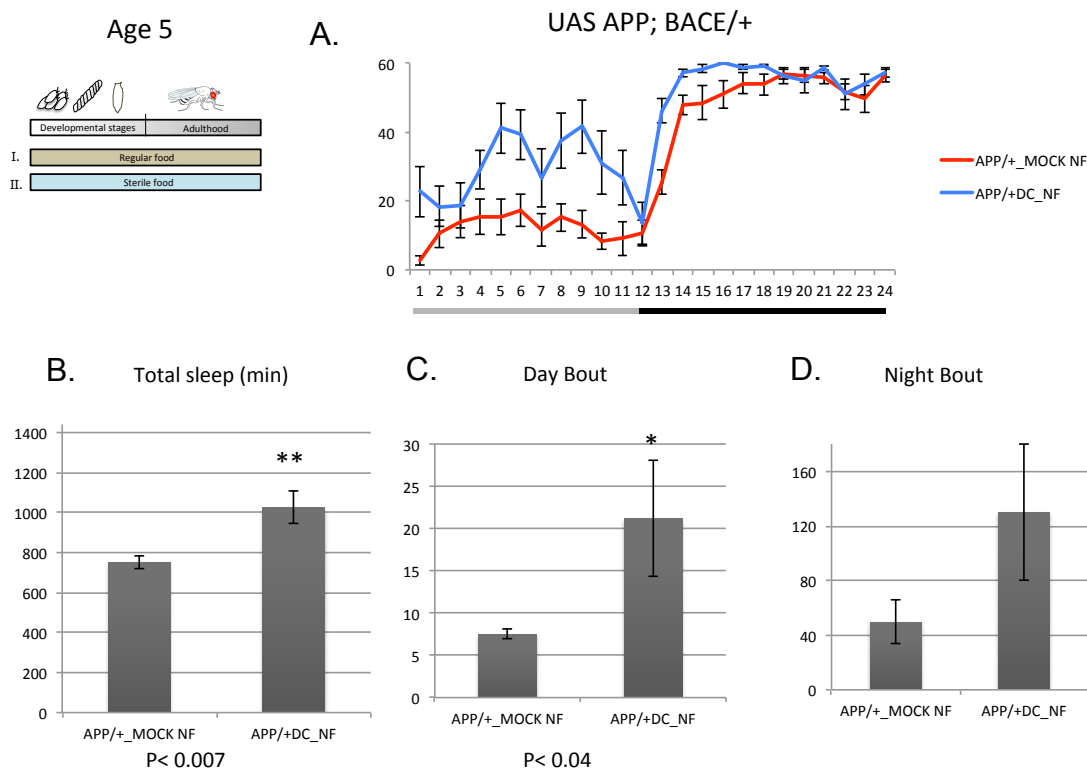 Age 5
Developmental stages Adulthood
I. Regular food
II. Sterile food
A. UAS APP; BACE/+
60
40
20
0
1 2 3 4 5 6 7 8 9 10 11 12 13 14 15 16 17 18 19 20 21 22 23 24
APP/+_MOCK NF
APP/+DC_NF
B. Total sleep (min)
1400
1200
1000
800
600
400
200
0
**
APP/+_MOCK NF APP/+DC_NF
P< 0.007
C. Day Bout
30
25
20
15
10
5
0
*
APP/+_MOCK NF APP/+DC_NF
P< 0.04
D. Night Bout
160
120
80
40
0
APP/+_MOCK NF APP/+DC_NF